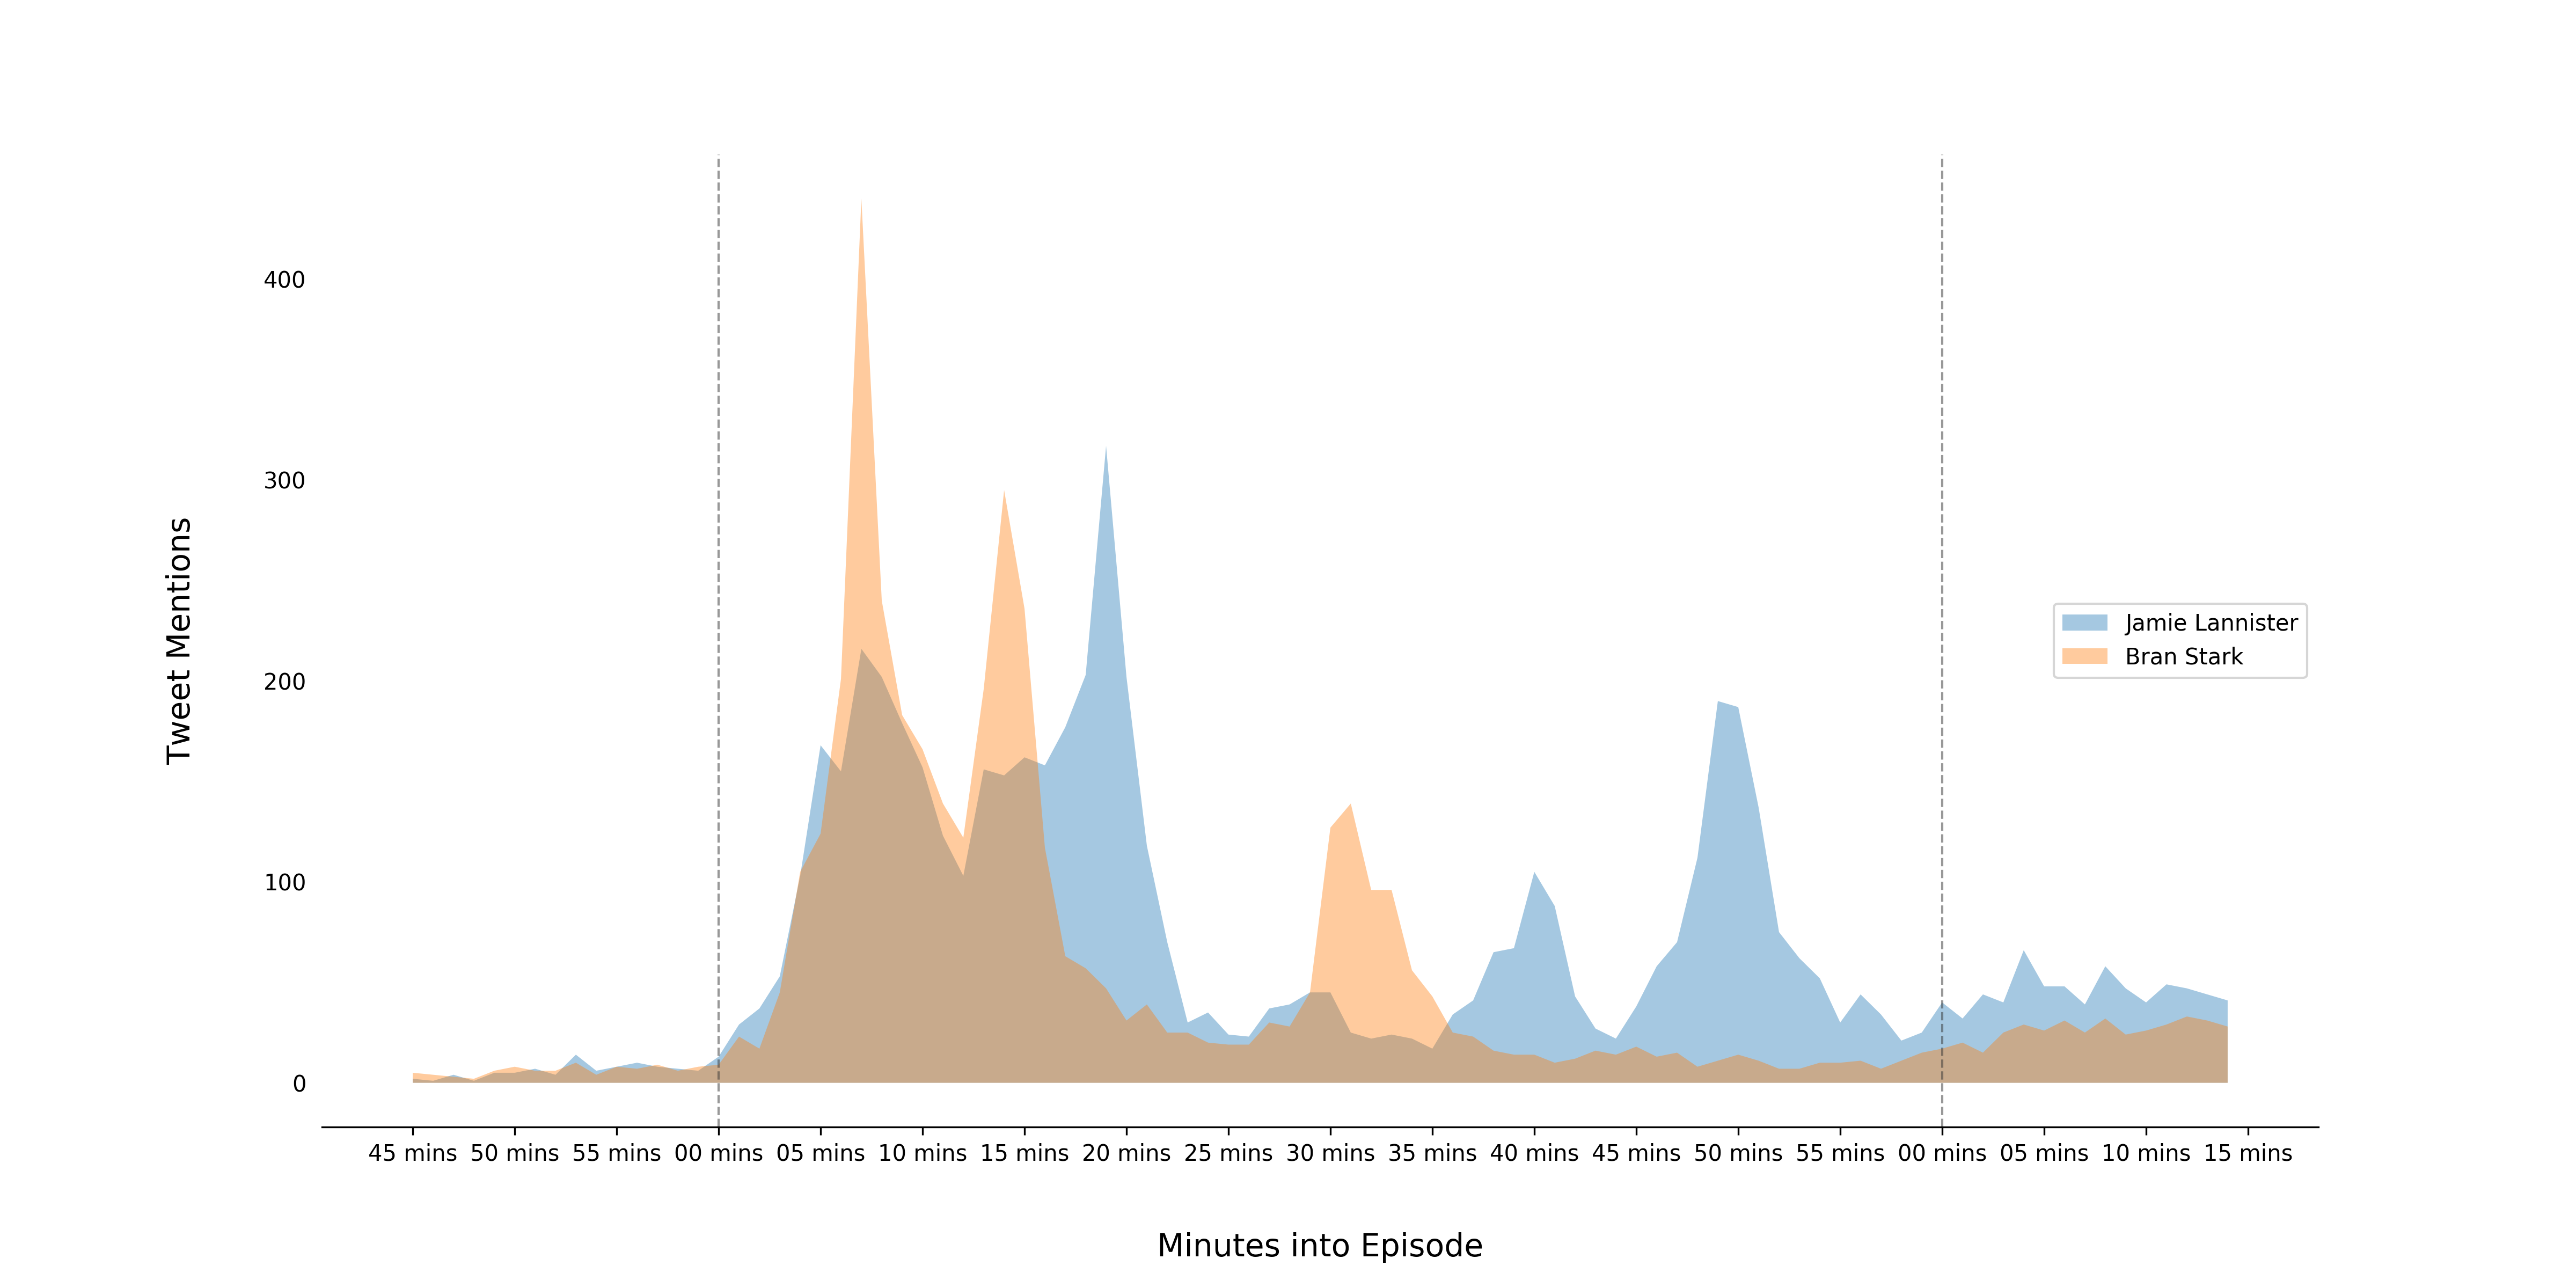 400
300
200
100
0
Tweet Mentions
Jamie Lannister
Bran Stark
45 mins 50 mins 55 mins 00 mins 05 mins 10 mins 15 mins 20 mins 25 mins 30 mins 35 mins 40 mins 45 mins 50 mins 55 mins 00 mins 05 mins 10 mins 15 mins
Minutes into Episode